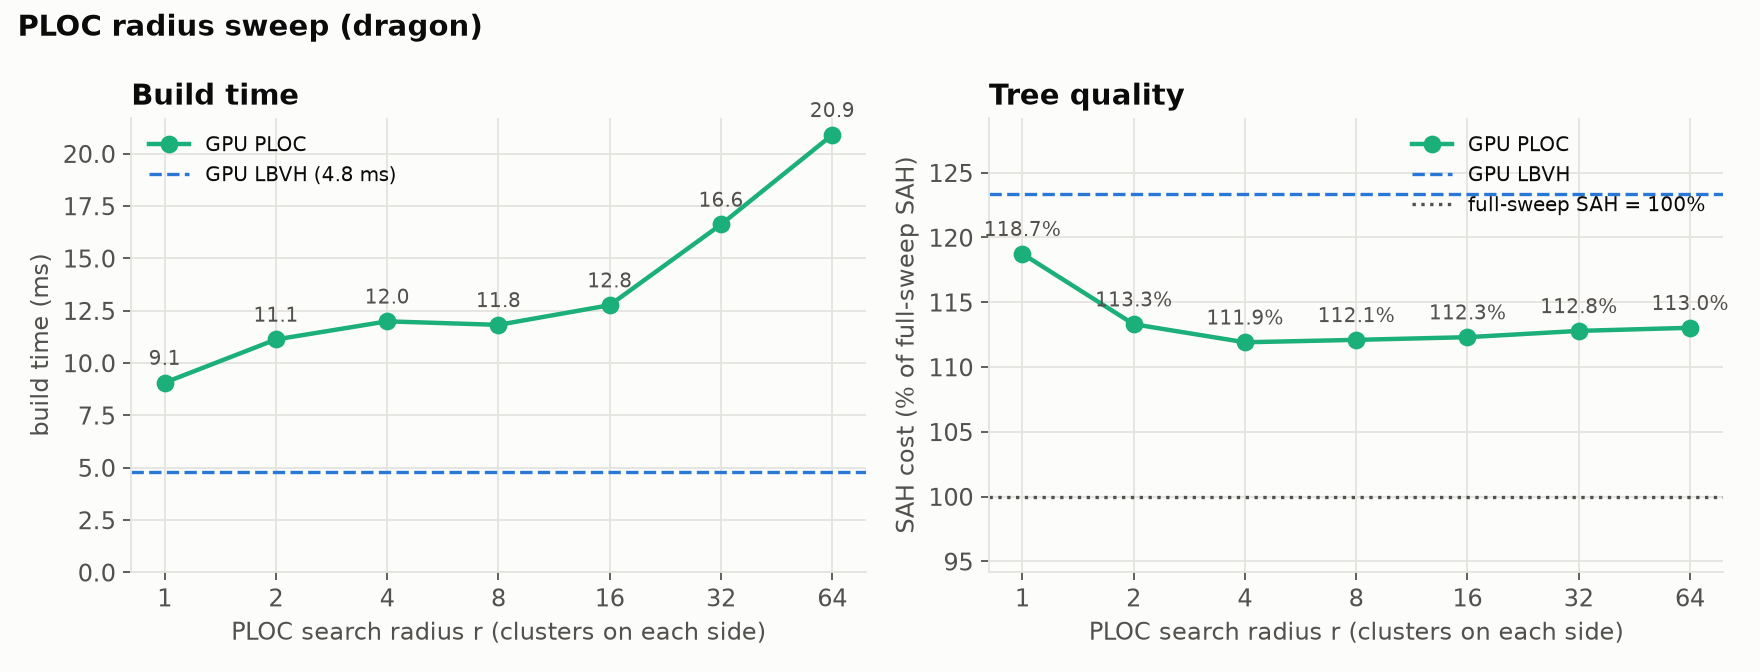 PLOC radius sweep (dragon)
Build time
GPU PLOC
GPU LBVH (4.8 ms)
build time (ms)
20.0
17.5
15.0
12.5
10.0
7.5
5.0
2.5
0.0
9.1
11.1
12.0
11.8
12.8
16.6
20.9
1 2 4 8 16 32 64
PLOC search radius r (clusters on each side)
Tree quality
GPU PLOC
GPU LBVH
full-sweep SAH = 100%
SAH cost (% of full-sweep SAH)
125
120
115
110
105
100
95
118.7%
113.3%
111.9%
112.1%
112.3%
112.8%
113.0%
1 2 4 8 16 32 64
PLOC search radius r (clusters on each side)